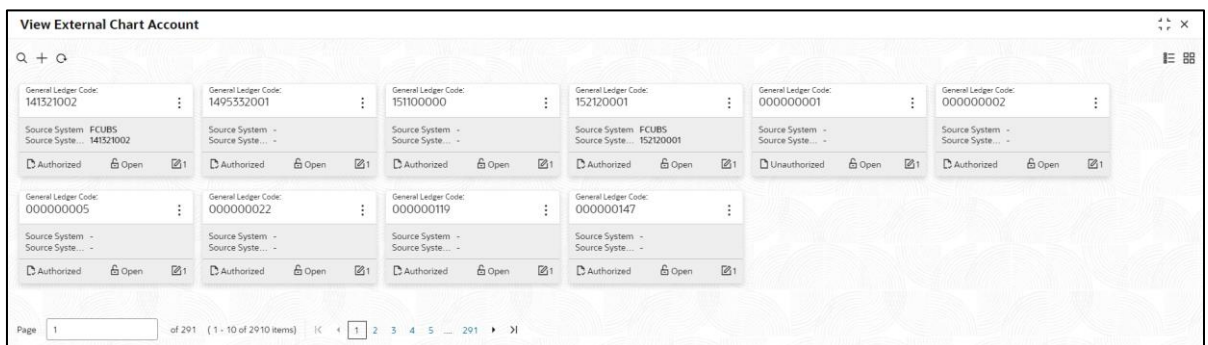 View External Chart Account
General Ledger Code: General Ledger Code: General Ledger Code: General Ledger Code: General Ledger Code: General Ledger Code:
141321002 1495332001 151100000 152120001 000000001 000000002
Source System FCUBS Source System - Source System - Source System FCUBS Source System - Source System -
Source Syste... 141321002 Source Syste... - Source Syste... - Source Syste... 152120001 Source Syste... - Source Syste... -
Authorized Open 1 Authorized Open 1 Authorized Open 1 Authorized Open 1 Unauthorized Open 1 Authorized Open 1
General Ledger Code: General Ledger Code: General Ledger Code: General Ledger Code:
000000005 000000022 000000119 000000147
Source System - Source System - Source System - Source System -
Source Syste... - Source Syste... - Source Syste... - Source Syste... -
Authorized Open 1 Authorized Open 1 Authorized Open 1 Authorized Open 1
Page 1 of 291 (1 - 10 of 2910 items) 1 2 3 4 5 ... 291